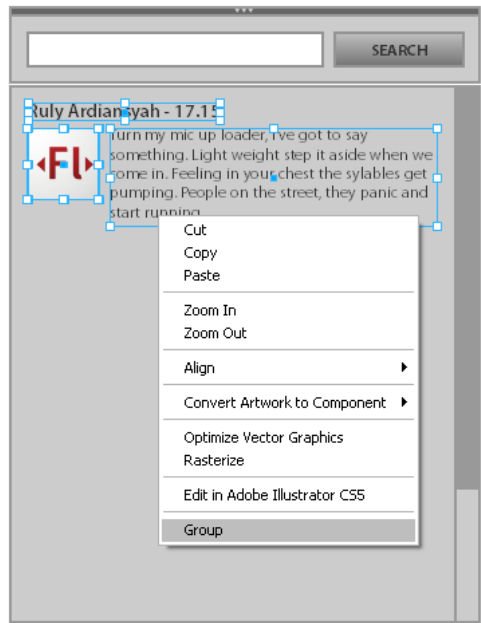 SEARCH
Ruly Ardiansyah - 17.15
Turn my mic up loader, I've got to say
something. Light weight step it aside when we
come in. Feeling in your chest the sylables get
pumping. People on the street, they panic and
start running
Fl
Cut
Copy
Paste
Zoom In
Zoom Out
Align
Convert Artwork to Component
Optimize Vector Graphics
Rasterize
Edit in Adobe Illustrator CS5
Group